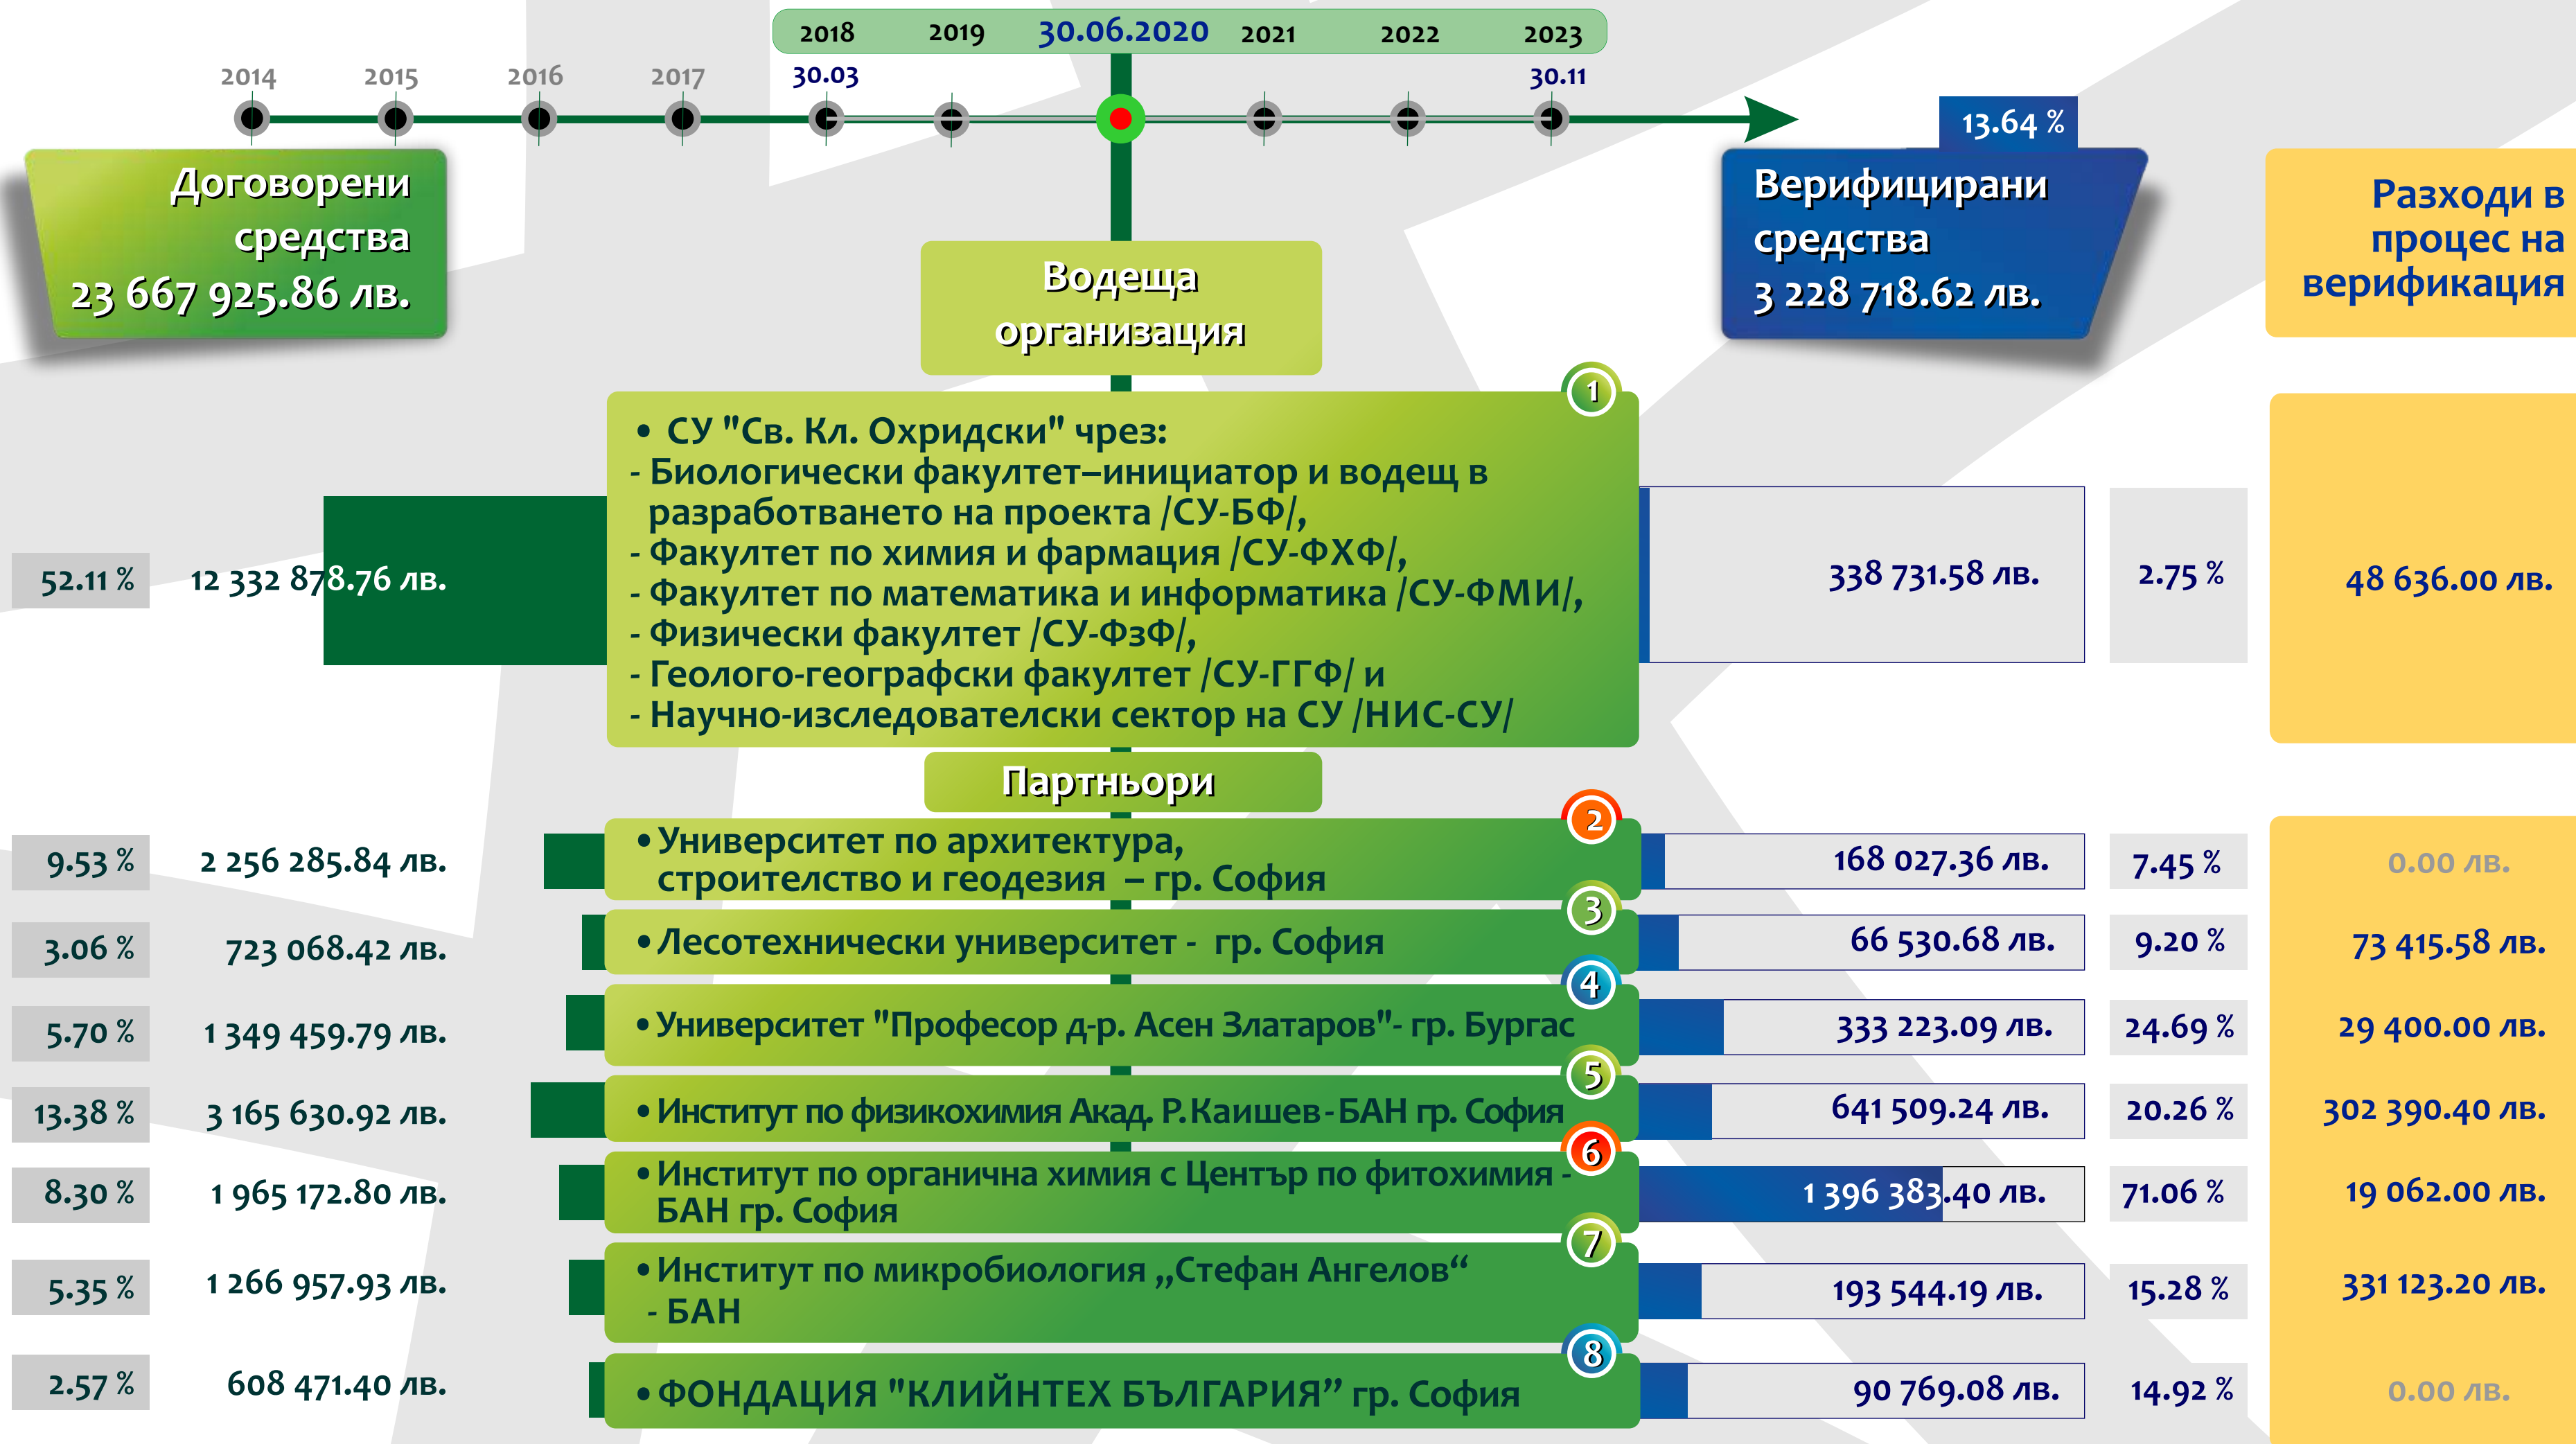 2014
2015
2016
2017
2018
2019
30.06.2020
2021
2022
2023
30.03
30.11
Договорени
средства
23 667 925.86 лв.
Водеща
организация
13.64 %
Верифицирани
средства
3 228 718.62 лв.
Разходи в
процес на
верификация
1
• СУ "Св. Кл. Охридски" чрез:
- Биологически факултет–инициатор и водещ в
разработването на проекта /СУ-БФ/,
- Факултет по химия и фармация /СУ-ФХФ/,
- Факултет по математика и информатика /СУ-ФМИ/,
- Физически факултет /СУ-ФзФ/,
- Геолого-географски факултет /СУ-ГГФ/ и
- Научно-изследователски сектор на СУ /НИС-СУ/
52.11 %
12 332 878.76 лв.
338 731.58 лв.
2.75 %
48 636.00 лв.
Партньори
2
9.53 %
2 256 285.84 лв.
•Университет по архитектура,
строителство и геодезия – гр. София
168 027.36 лв.
7.45 %
0.00 лв.
3
3.06 %
723 068.42 лв.
•Лесотехнически университет - гр. София
66 530.68 лв.
9.20 %
73 415.58 лв.
4
5.70 %
1 349 459.79 лв.
•Университет "Професор д-р. Асен Златаров"- гр. Бургас
333 223.09 лв.
24.69 %
29 400.00 лв.
5
13.38 %
3 165 630.92 лв.
•Институт по физикохимия Акад. Р.Каишев-БАН гр. София
641 509.24 лв.
20.26 %
302 390.40 лв.
6
8.30 %
1 965 172.80 лв.
•Институт по органична химия с Център по фитохимия -
БАН гр. София
1 396 383.40 лв.
71.06 %
19 062.00 лв.
7
5.35 %
1 266 957.93 лв.
•Институт по микробиология „Стефан Ангелов“
- БАН
193 544.19 лв.
15.28 %
331 123.20 лв.
8
2.57 %
608 471.40 лв.
•ФОНДАЦИЯ "КЛИЙНТЕХ БЪЛГАРИЯ” гр. София
90 769.08 лв.
14.92 %
0.00 лв.